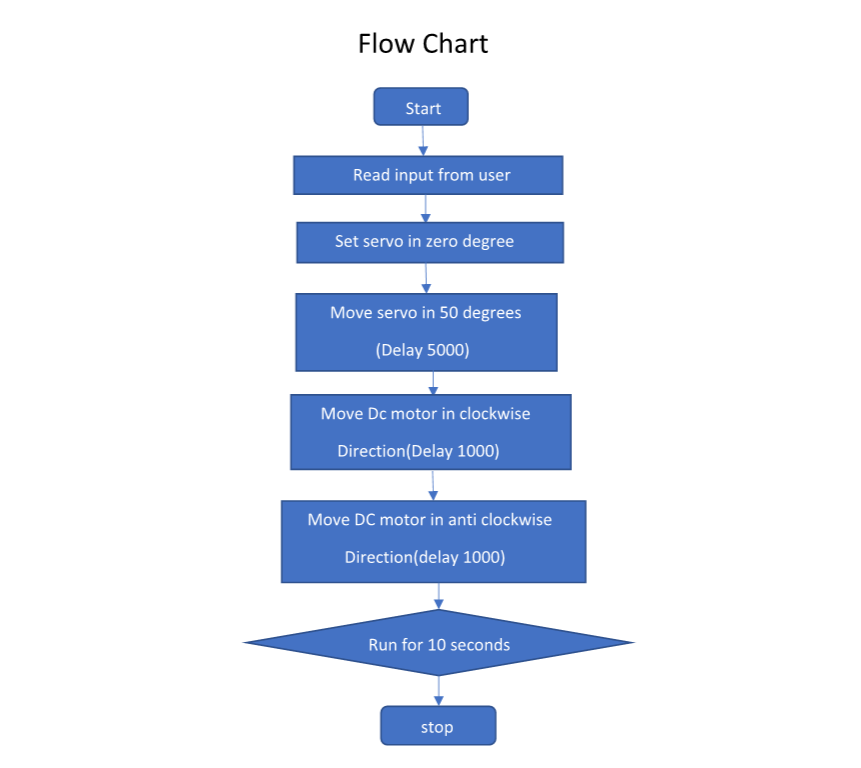 Flow Chart
Start
Read input from user
Set servo in zero degree
Move servo in 50 degrees
(Delay 5000)
Move Dc motor in clockwise
Direction(Delay 1000)
Move DC motor in anti clockwise
Direction(delay 1000)
Run for 10 seconds
stop